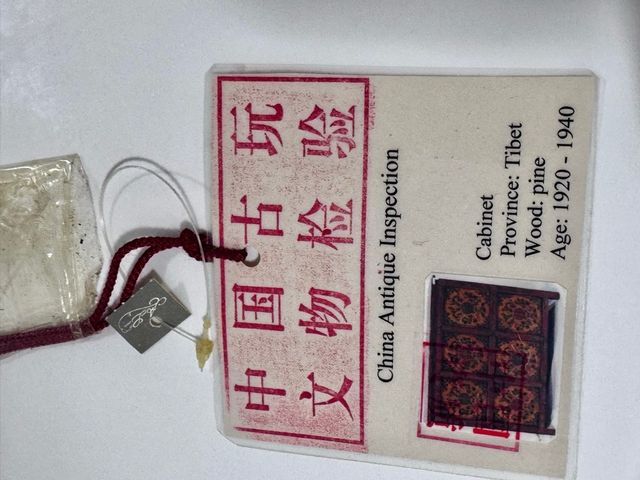 中国古玩
文物检验
China Antique Inspection
Cabinet
Province: Tibet
Wood: pine
Age: 1920 - 1940